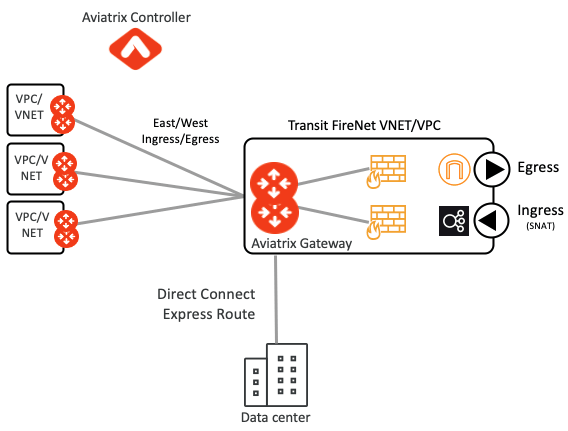 Aviatrix Controller
VPC/
VNET
VPC/V
NET
VPC/V
NET
East/West
Ingress/Egress
Transit FireNet VNET/VPC
Aviatrix Gateway
Egress
Ingress
(SNAT)
Direct Connect
Express Route
Data center